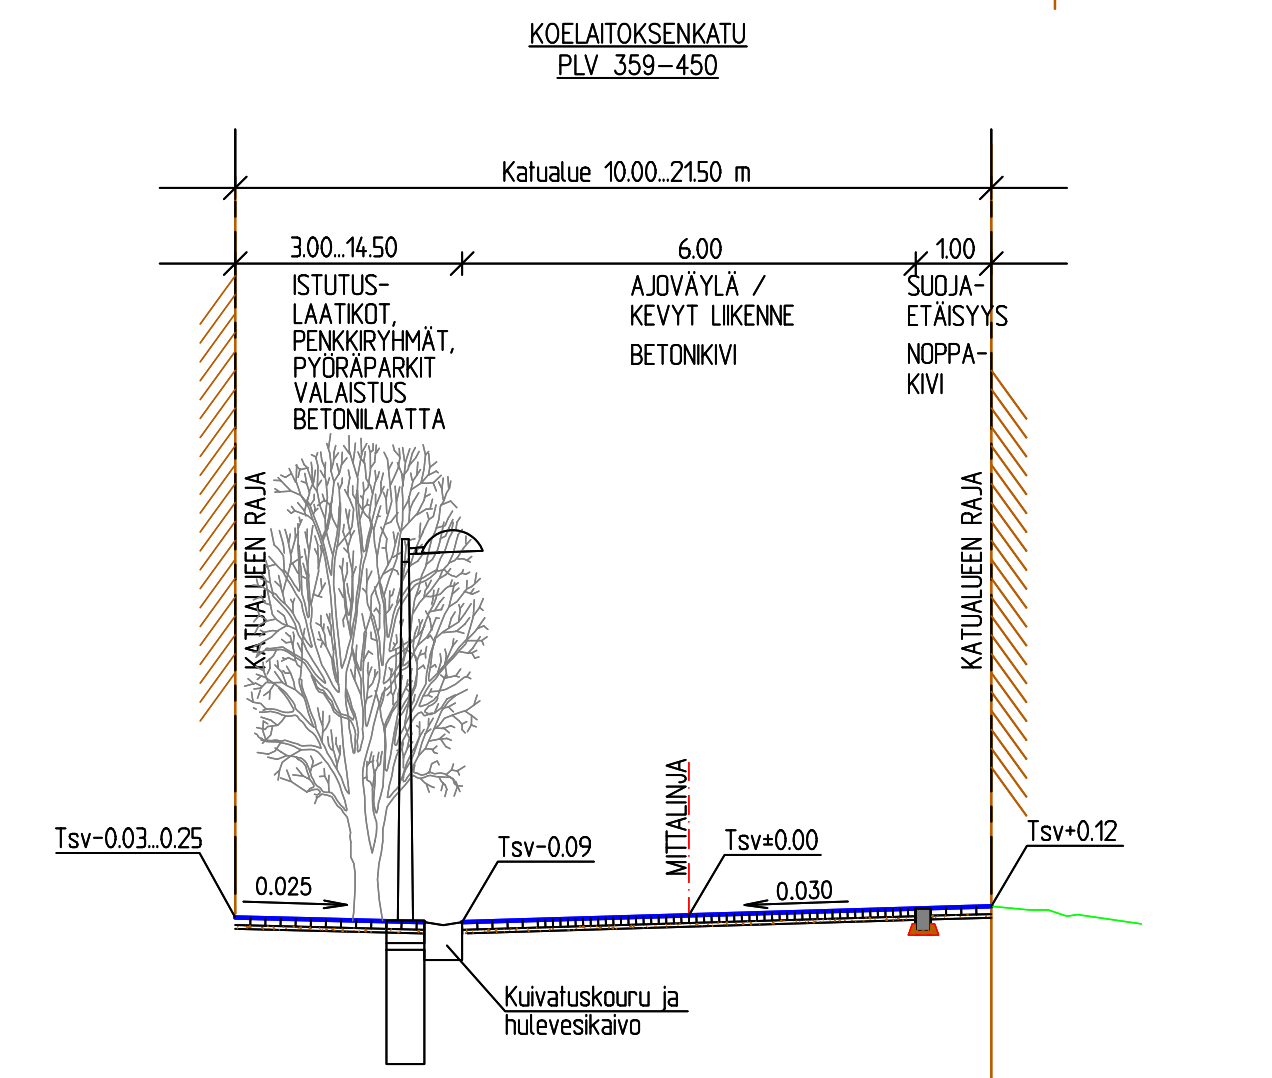 KOELAITOKSENKATU
PLV 359-450
Katualue 10.00...21.50 m
3.00...14.50
6.00
1.00
ISTUTUS-
LAATIKOT,
PENKKIRYHMÄT,
PYÖRÄPARKIT
VALAISTUS
BETONILAATTA
AJOVÄYLÄ /
KEVYT LIIKENNE
BETONIKIVI
SUOJA-
ETÄISYYS
NOPPA-
KIVI
KATUALUEEN RAJA
KATUALUEEN RAJA
MITTALINJA
Tsv-0.03...0.25
Tsv-0.09
Tsv±0.00
Tsv+0.12
0.025
0.030
Kuivatuskouru ja
hulevesikaivo